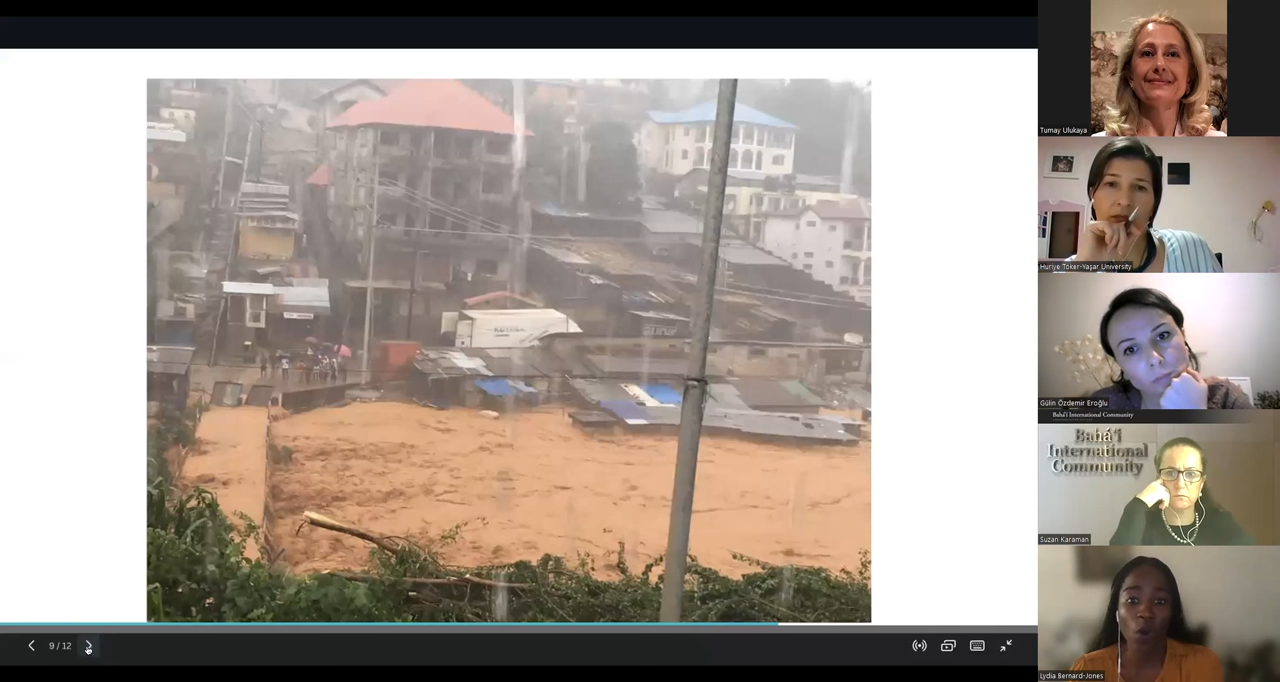 Tumay Ulukaya
Huriye Toker-Yaşar University
Gülin Özdemir Eroğlu
Bahá'í International Community
Bahá'í
International
Community
Suzan Karaman
Lydia Bernard-Jones
9 / 12